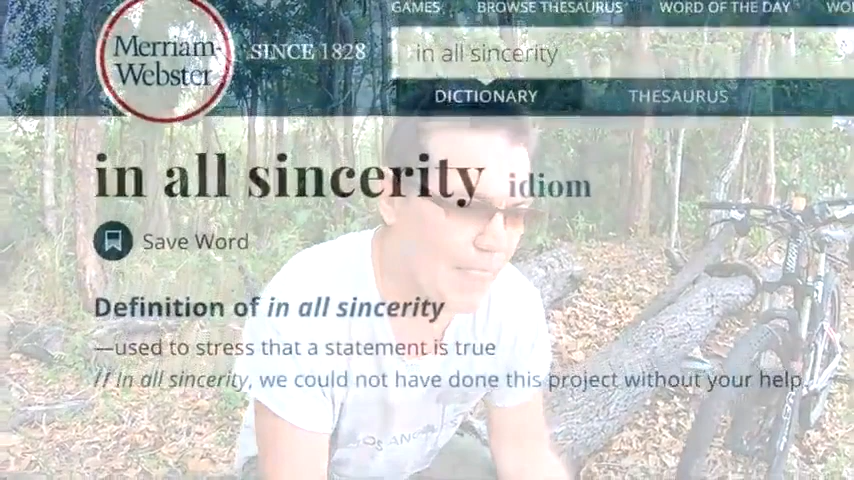 GAMES BROWSE THESAURUS WORD OF THE DAY
Merriam-
Webster
SINCE 1828
in all sincerity
DICTIONARY THESAURUS
in all sincerity idiom
Save Word
Definition of in all sincerity
—used to stress that a statement is true
// In all sincerity, we could not have done this project without your help.
LOS ANGELES